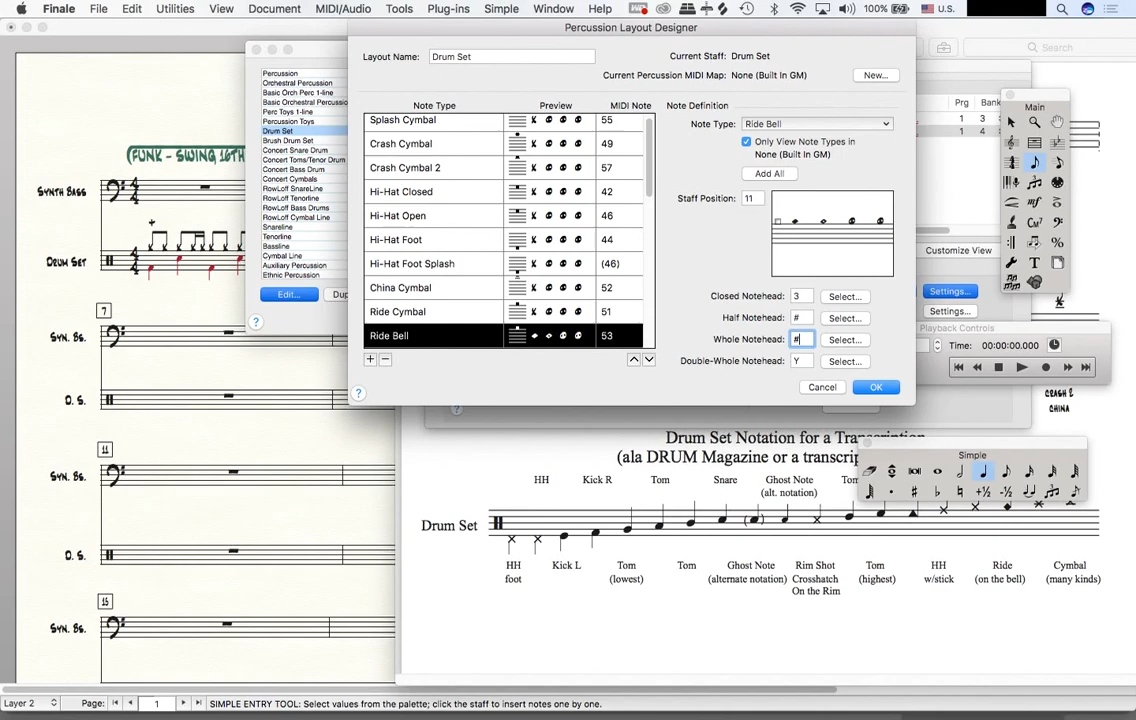 Finale File Edit Utilities View Document MIDI/Audio Tools Plug-ins Simple Window Help 100% U.S.
Percussion Layout Designer
Layout Name: Drum Set
Current Staff: Drum Set
Current Percussion MIDI Map: None (Built In GM) New...
Note Type Preview MIDI Note
Splash Cymbal 55
Crash Cymbal 49
Crash Cymbal 2 57
Hi-Hat Closed 42
Hi-Hat Open 46
Hi-Hat Foot 44
Hi-Hat Foot Splash (46)
China Cymbal 52
Ride Cymbal 51
Ride Bell 53
Note Definition
Note Type: Ride Bell
Only View Note Types in
None (Built In GM)
Add All
Staff Position: 11
Closed Notehead: 3 Select...
Half Notehead: # Select...
Whole Notehead: # Select...
Double-Whole Notehead: Y Select...
Cancel OK
Percussion
Orchestral Percussion
Basic Orch Perc 1-line
Basic Orchestral Percussion
Perc Toys 1-line
Percussion Toys
Drum Set
Brush Drum Set
Concert Snare Drum
Concert Toms/Tenor Drum
Concert Bass Drum
Concert Cymbals
RowLoff SnareLine
RowLoff Tenorline
RowLoff Bass Drums
RowLoff Cymbal Line
Snareline
Tenorline
Bassline
Cymbal Line
Auxiliary Percussion
Ethnic Percussion
Edit... Dup
Search
Prg Bank
1 3
1 4
Customize View
Settings...
Settings...
Main
Playback Controls
Time: 00:00:00.000
CRASH 2
CHINA
Simple
(FUNK - SWING 16TH
SYNTH BASS
DRUM SET
7
SYN. BS.
D. S.
11
SYN. BS.
D. S.
15
SYN. BS.
Drum Set Notation for a Transcription
(ala DRUM Magazine or a transcrip
HH Kick R Tom Snare Ghost Note
(alt. notation)
Tom
Drum Set
HH
foot
Kick L
Tom
(lowest)
Tom
Ghost Note
(alternate notation)
Rim Shot
Crosshatch
On the Rim
Tom
(highest)
HH
w/stick
Ride
(on the bell)
Cymbal
(many kinds)
Layer 2 Page: 1 SIMPLE ENTRY TOOL: Select values from the palette; click the staff to insert notes one by one.